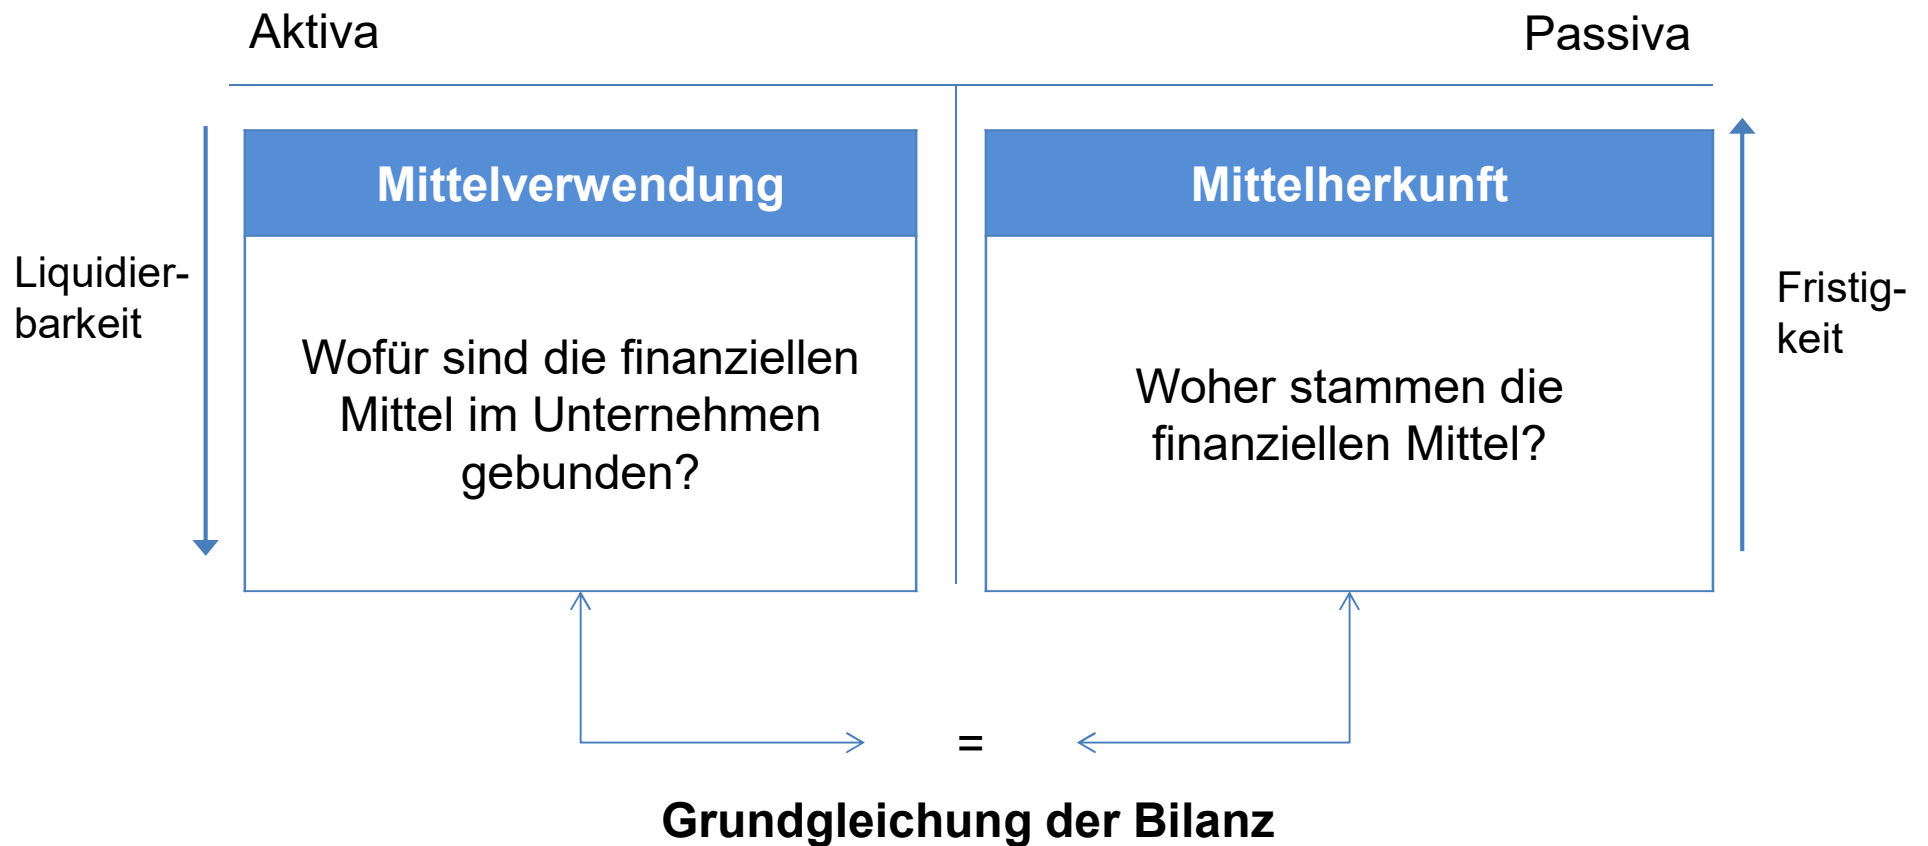 Aktiva
Passiva
Mittelverwendung
Mittelherkunft
Liquidier-
barkeit
Wofür sind die finanziellen
Mittel im Unternehmen
gebunden?
Woher stammen die
finanziellen Mittel?
Fristig-
keit
=
Grundgleichung der Bilanz